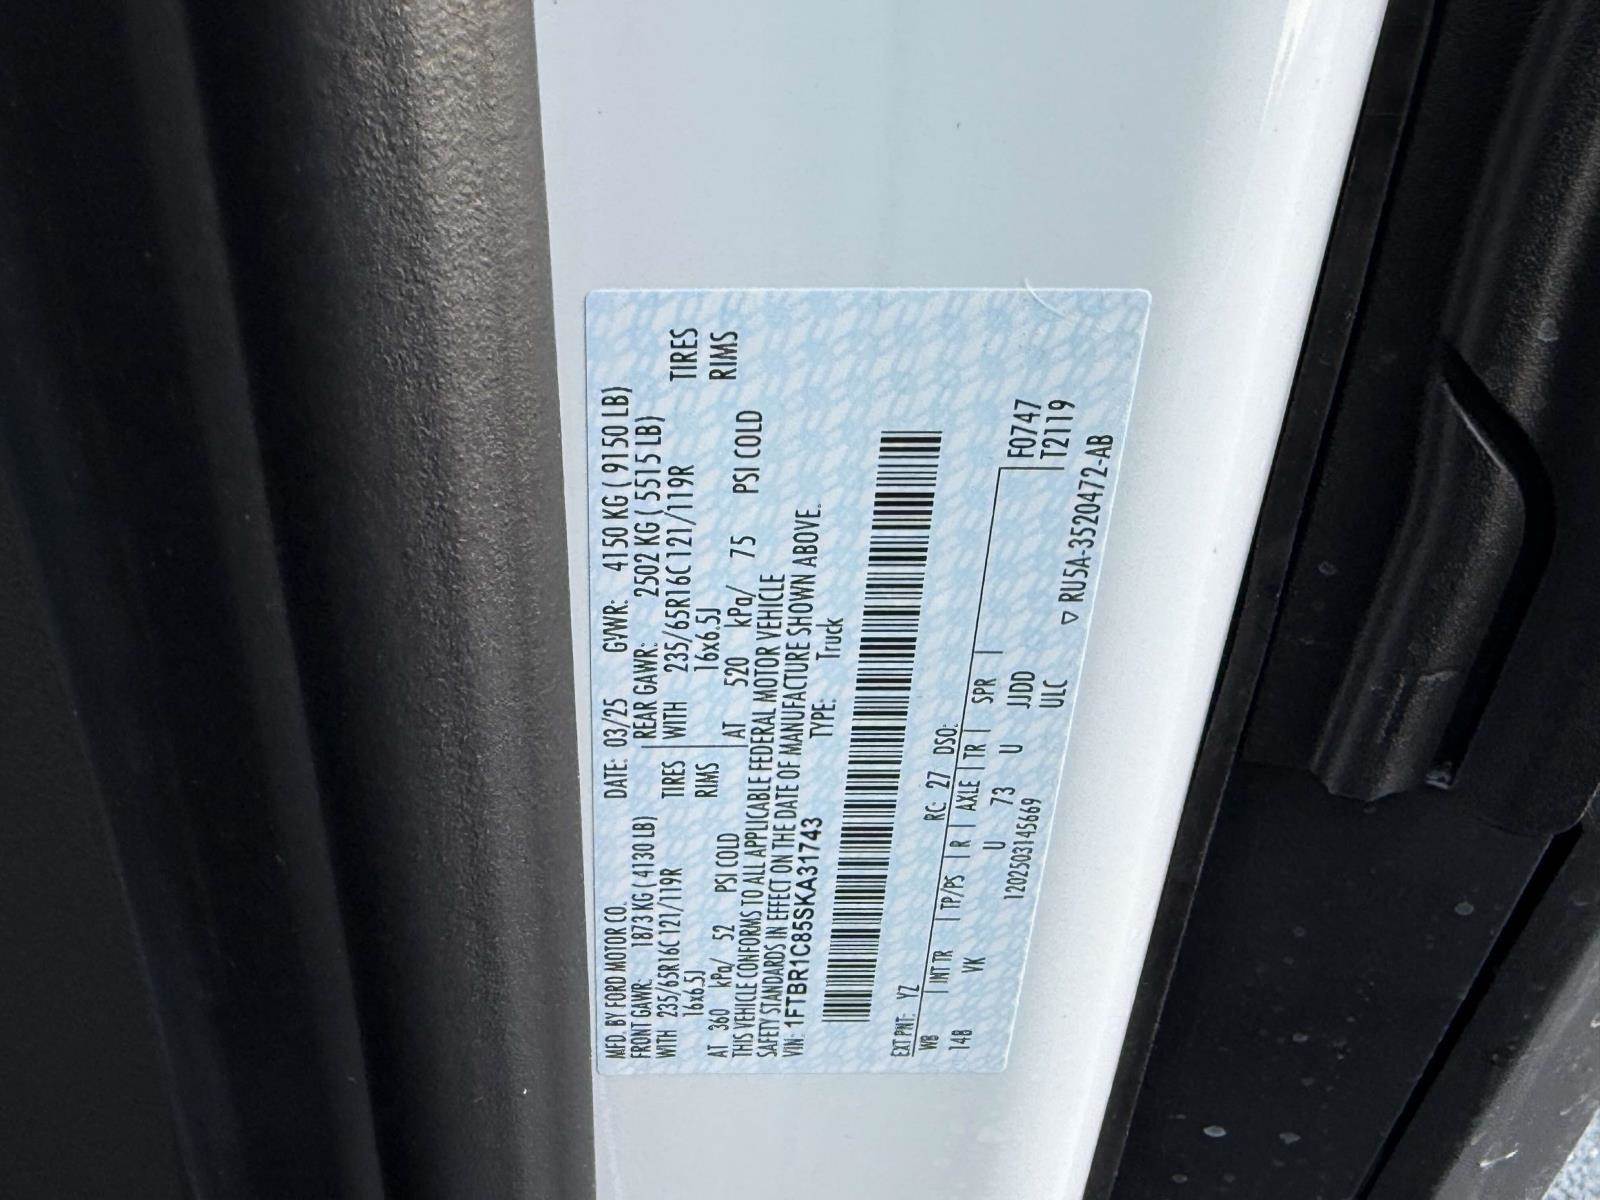 MFD. BY FORD MOTOR CO. DATE: 03/25 GVWR: 4150 KG ( 9150 LB)
FRONT GAWR: 1873 KG ( 4130 LB) REAR GAWR: 2502 KG ( 5515 LB)
WITH 235/65R16C 121/119R TIRES WITH 235/65R16C 121/119R TIRES
16x6.5J RIMS 16x6.5J RIMS
AT 360 kPa/ 52 PSI COLD AT 520 kPa/ 75 PSI COLD
THIS VEHICLE CONFORMS TO ALL APPLICABLE FEDERAL MOTOR VEHICLE
SAFETY STANDARDS IN EFFECT ON THE DATE OF MANUFACTURE SHOWN ABOVE.
VIN: 1FTBR1C85SKA31743 TYPE: Truck
EXT PNT: YZ RC: 27 DSO:
WB INT TR TP/PS R AXLE TR SPR F0747
148 VK U 73 U JJDD T2119
1202503145669 ULC
▽ RU5A-3520472-AB